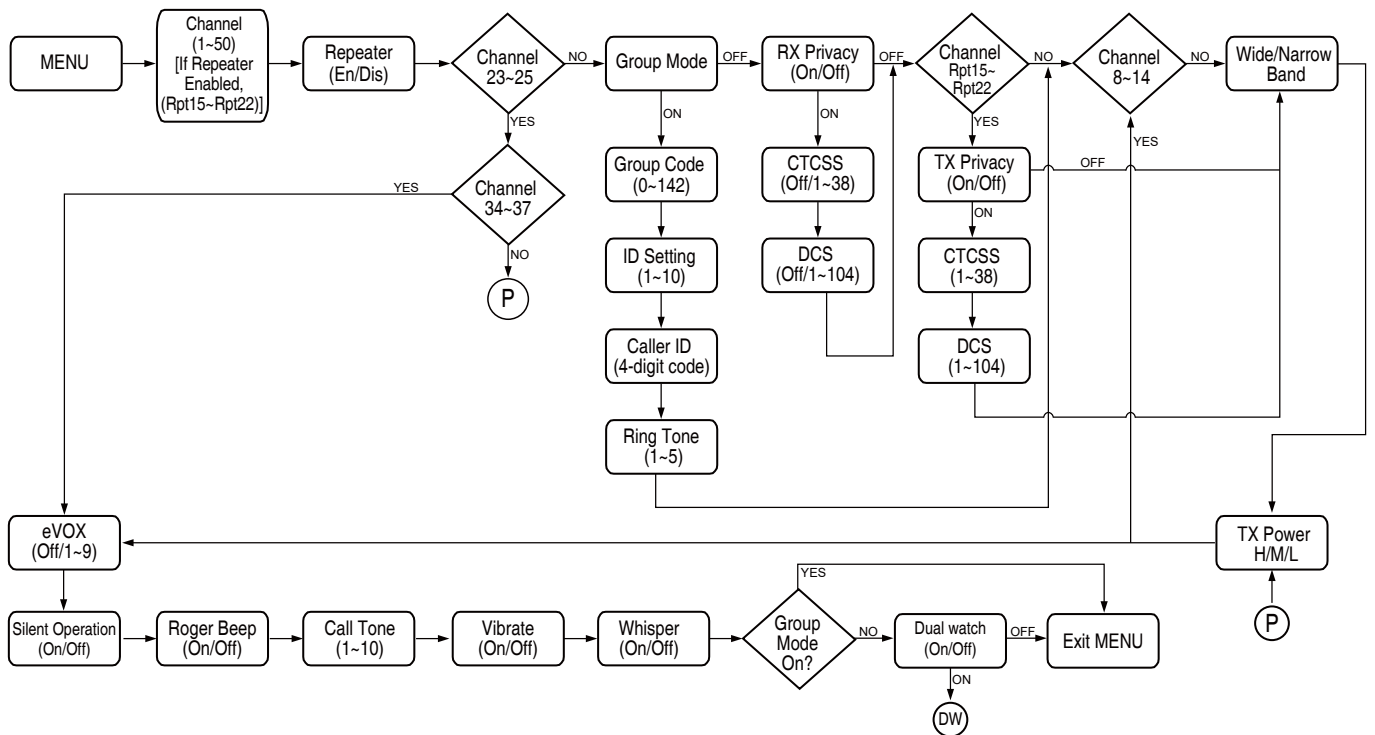 MENU
Channel
(1~50)
[If Repeater
Enabled,
(Rpt15~Rpt22)]
Repeater
(En/Dis)
Channel
23~25
NO
YES
Group Mode
OFF
ON
RX Privacy
(On/Off)
OFF
ON
Channel
Rpt15~
Rpt22
NO
YES
Channel
8~14
NO
YES
Wide/Narrow
Band
Channel
34~37
YES
NO
P
Group Code
(0~142)
CTCSS
(Off/1~38)
TX Privacy
(On/Off)
OFF
ON
ID Setting
(1~10)
DCS
(Off/1~104)
CTCSS
(1~38)
Caller ID
(4-digit code)
DCS
(1~104)
Ring Tone
(1~5)
eVOX
(Off/1~9)
TX Power
H/M/L
P
Silent Operation
(On/Off)
Roger Beep
(On/Off)
Call Tone
(1~10)
Vibrate
(On/Off)
Whisper
(On/Off)
Group
Mode
On?
YES
NO
Dual watch
(On/Off)
OFF
ON
Exit MENU
DW